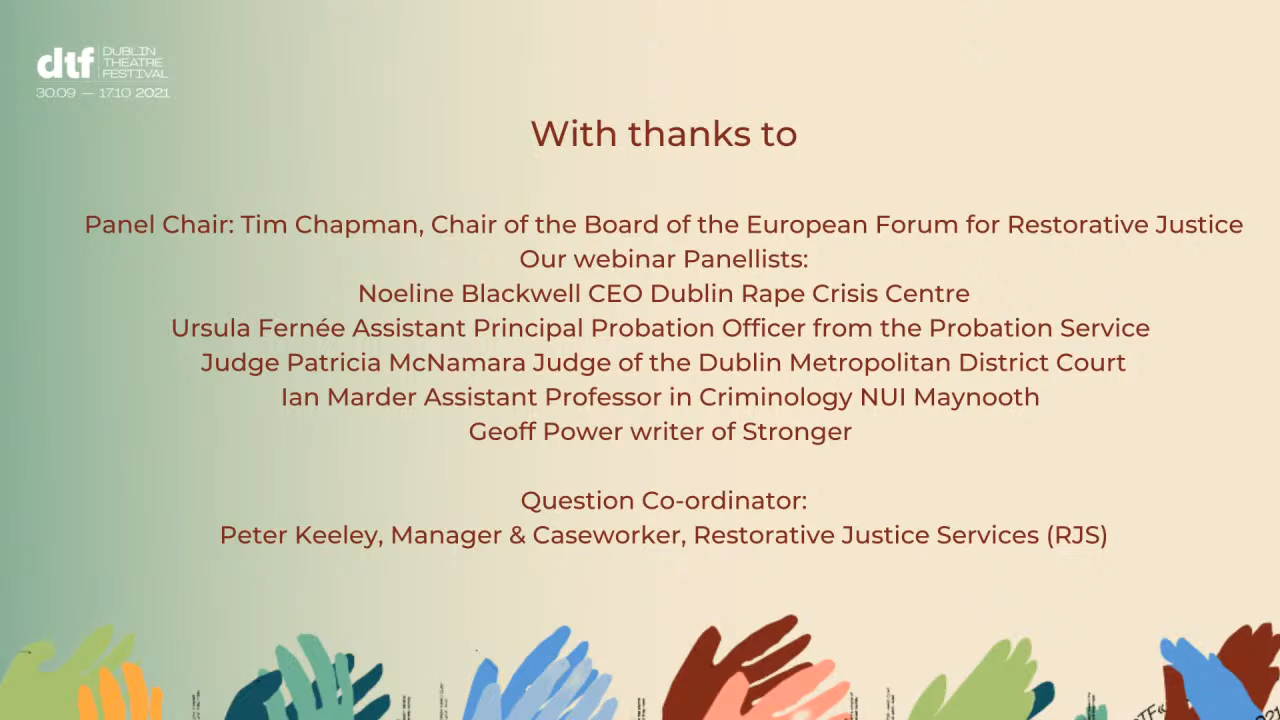 dtf DUBLIN
THEATRE
FESTIVAL
30.09 — 17.10 2021
With thanks to
Panel Chair: Tim Chapman, Chair of the Board of the European Forum for Restorative Justice
Our webinar Panellists:
Noeline Blackwell CEO Dublin Rape Crisis Centre
Ursula Fernée Assistant Principal Probation Officer from the Probation Service
Judge Patricia McNamara Judge of the Dublin Metropolitan District Court
Ian Marder Assistant Professor in Criminology NUI Maynooth
Geoff Power writer of Stronger
Question Co-ordinator:
Peter Keeley, Manager & Caseworker, Restorative Justice Services (RJS)